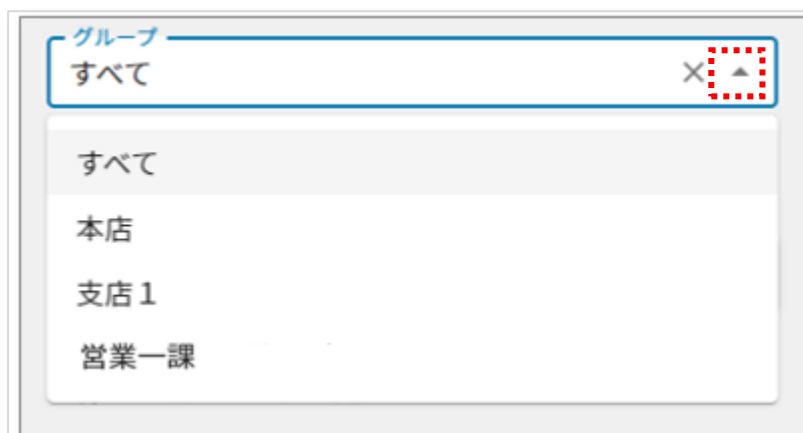 グループ
すべて
すべて
本店
支店１
営業一課